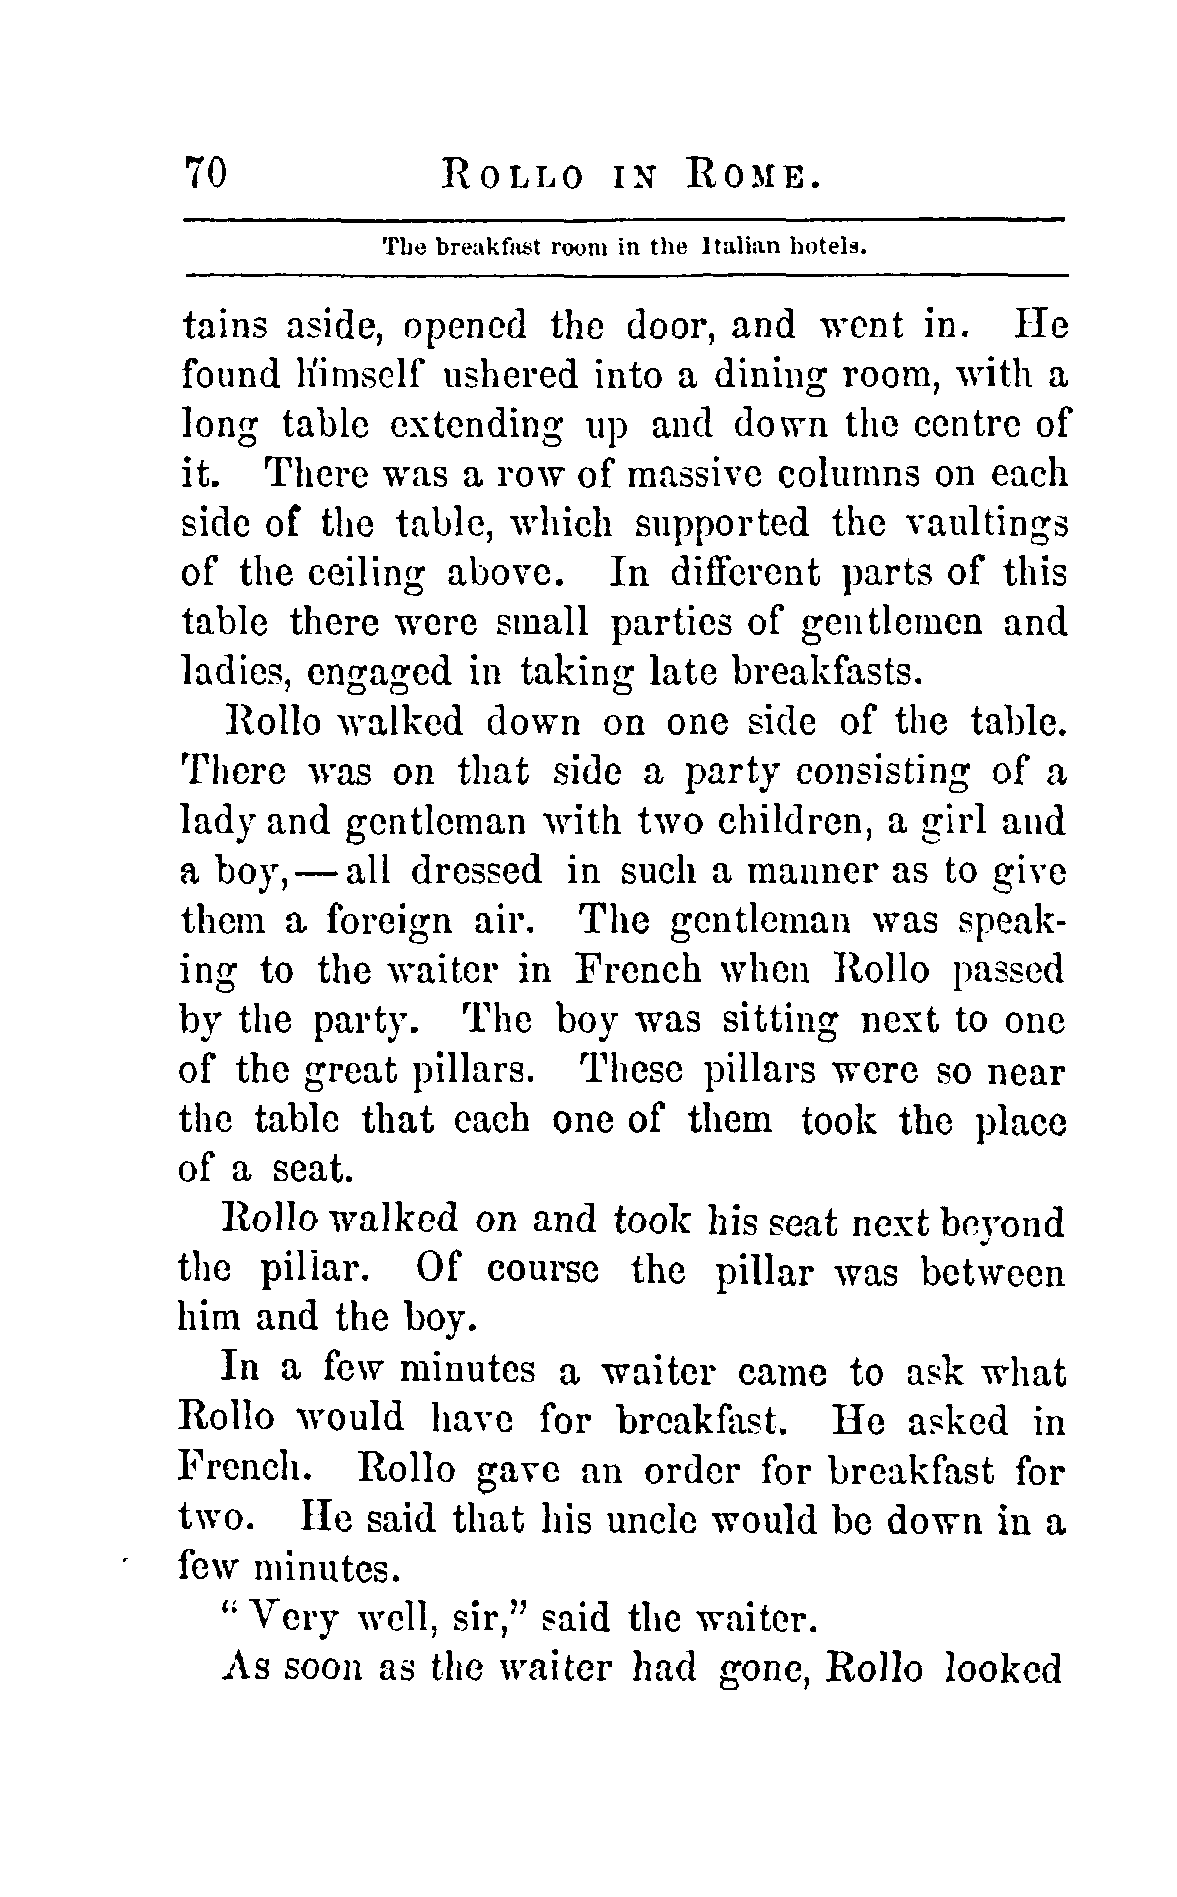 70 ROLLO IN ROME.
The breakfast room in the Italian hotels.
tains aside, opened the door, and went in. He
found himself ushered into a dining room, with a
long table extending up and down the centre of
it. There was a row of massive columns on each
side of the table, which supported the vaultings
of the ceiling above. In different parts of this
table there were small parties of gentlemen and
ladies, engaged in taking late breakfasts.
Rollo walked down on one side of the table.
There was on that side a party consisting of a
lady and gentleman with two children, a girl and
a boy,—all dressed in such a manner as to give
them a foreign air. The gentleman was speak-
ing to the waiter in French when Rollo passed
by the party. The boy was sitting next to one
of the great pillars. These pillars were so near
the table that each one of them took the place
of a seat.
Rollo walked on and took his seat next beyond
the pillar. Of course the pillar was between
him and the boy.
In a few minutes a waiter came to ask what
Rollo would have for breakfast. He asked in
French. Rollo gave an order for breakfast for
two. He said that his uncle would be down in a
few minutes.
“Very well, sir,” said the waiter.
As soon as the waiter had gone, Rollo looked